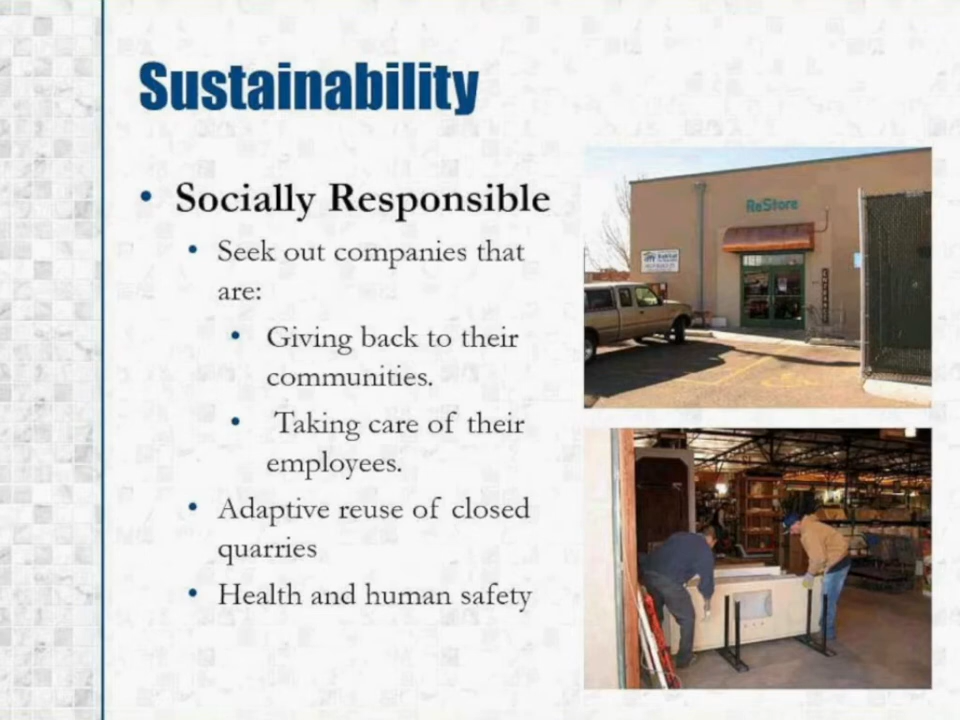 Sustainability
• Socially Responsible
• Seek out companies that
are:
• Giving back to their
communities.
• Taking care of their
employees.
• Adaptive reuse of closed
quarries
• Health and human safety
ReStore